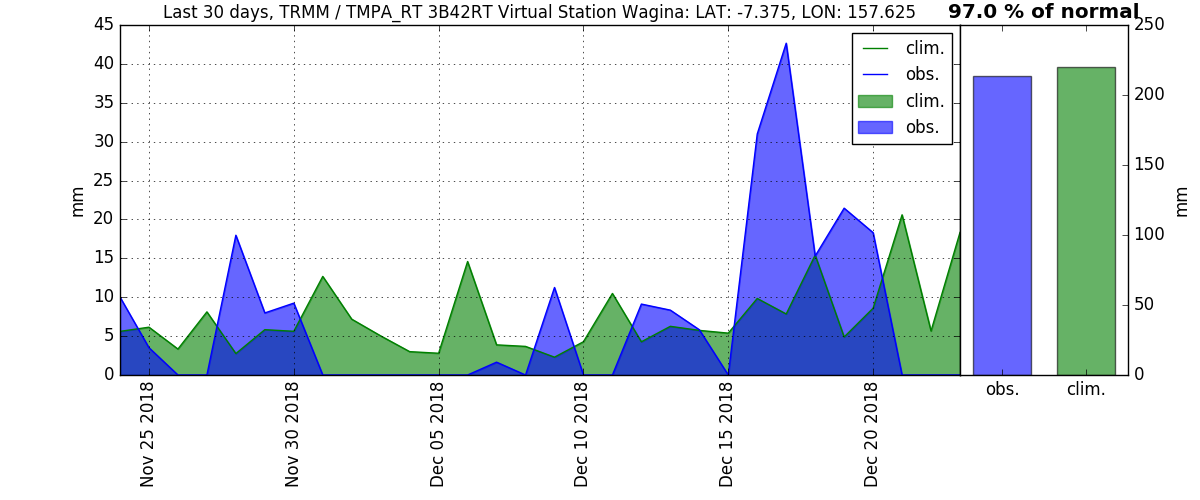 Last 30 days, TRMM / TMPA_RT 3B42RT Virtual Station Wagina: LAT: -7.375, LON: 157.625
97.0 % of normal
45
40
35
30
25
20
15
10
5
0
mm
clim.
obs.
clim.
obs.
250
200
150
100
50
0
mm
Nov 25 2018
Nov 30 2018
Dec 05 2018
Dec 10 2018
Dec 15 2018
Dec 20 2018
obs.
clim.